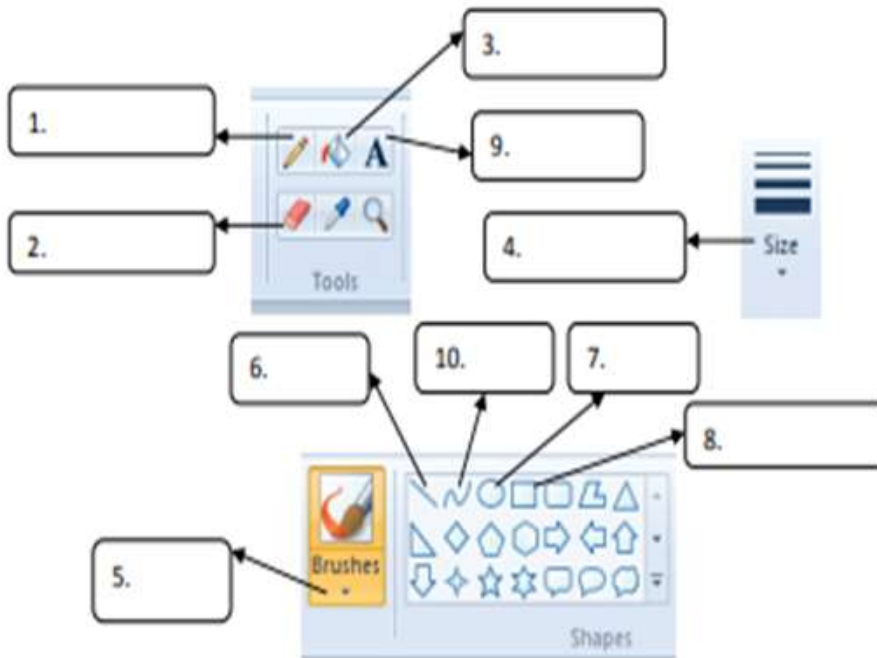 3.
1.
9.
A
2.
4.
Size
Tools
6.
10.
7.
8.
Brushes
5.
Shapes